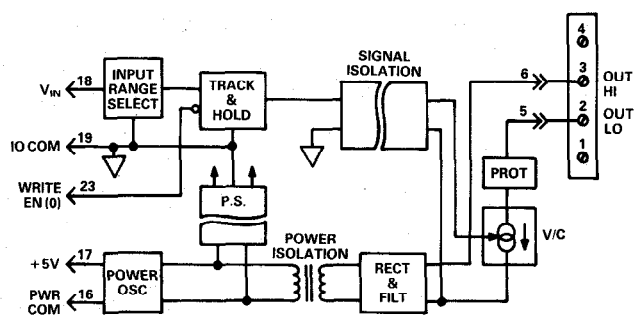 4
SIGNAL
ISOLATION
18
INPUT
RANGE
SELECT
TRACK
&
HOLD
6
3
OUT
HI
VIN
5
2
OUT
LO
19
IO COM
1
23
WRITE
EN (0)
PROT
P.S.
V/C
POWER
ISOLATION
17
+5V
POWER
OSC
RECT
&
FILT
PWR
COM
16